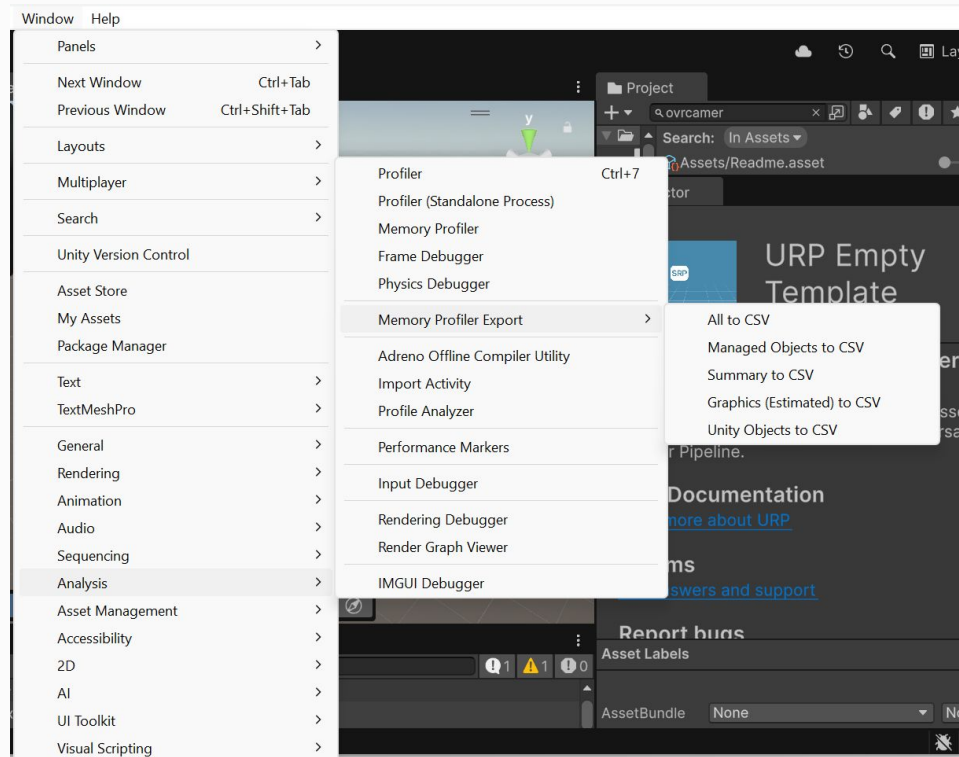 Window Help
Panels
Next Window Ctrl+Tab
Previous Window Ctrl+Shift+Tab
Layouts
Multiplayer
Search
Unity Version Control
Asset Store
My Assets
Package Manager
Text
TextMeshPro
General
Rendering
Animation
Audio
Sequencing
Analysis
Asset Management
Accessibility
2D
AI
UI Toolkit
Visual Scripting
Profiler Ctrl+7
Profiler (Standalone Process)
Memory Profiler
Frame Debugger
Physics Debugger
Memory Profiler Export
Adreno Offline Compiler Utility
Import Activity
Profile Analyzer
Performance Markers
Input Debugger
Rendering Debugger
Render Graph Viewer
IMGUI Debugger
All to CSV
Managed Objects to CSV
Summary to CSV
Graphics (Estimated) to CSV
Unity Objects to CSV
y
Lay
Project
ovrcamer
Search: In Assets
Assets/Readme.asset
tor
SRP
URP Empty
Template
er
r Pipeline.
Documentation
more about URP
ms
swers and support
Report bugs
Asset Labels
1 1 0
AssetBundle None